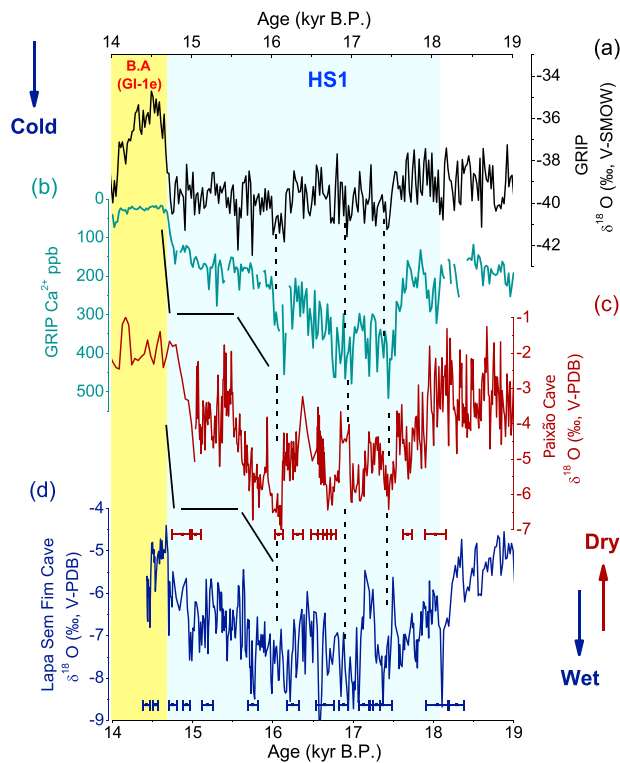 Age (kyr B.P.)
14 15 16 17 18 19
B.A
(GI-1e)
HS1
(a)
Cold
-34
-36
-38
-40
-42
GRIP
δ18 O (‰, V-SMOW)
(b)
0
100
200
300
400
500
GRIP Ca2+ ppb
(c)
-1
-2
-3
-4
-5
-6
-7
Paixão Cave
δ18 O (‰, V-PDB)
(d)
-4
-5
-6
-7
-8
-9
Lapa Sem Fim Cave
δ18 O (‰, V-PDB)
Dry
Wet
14 15 16 17 18 19
Age (kyr B.P.)